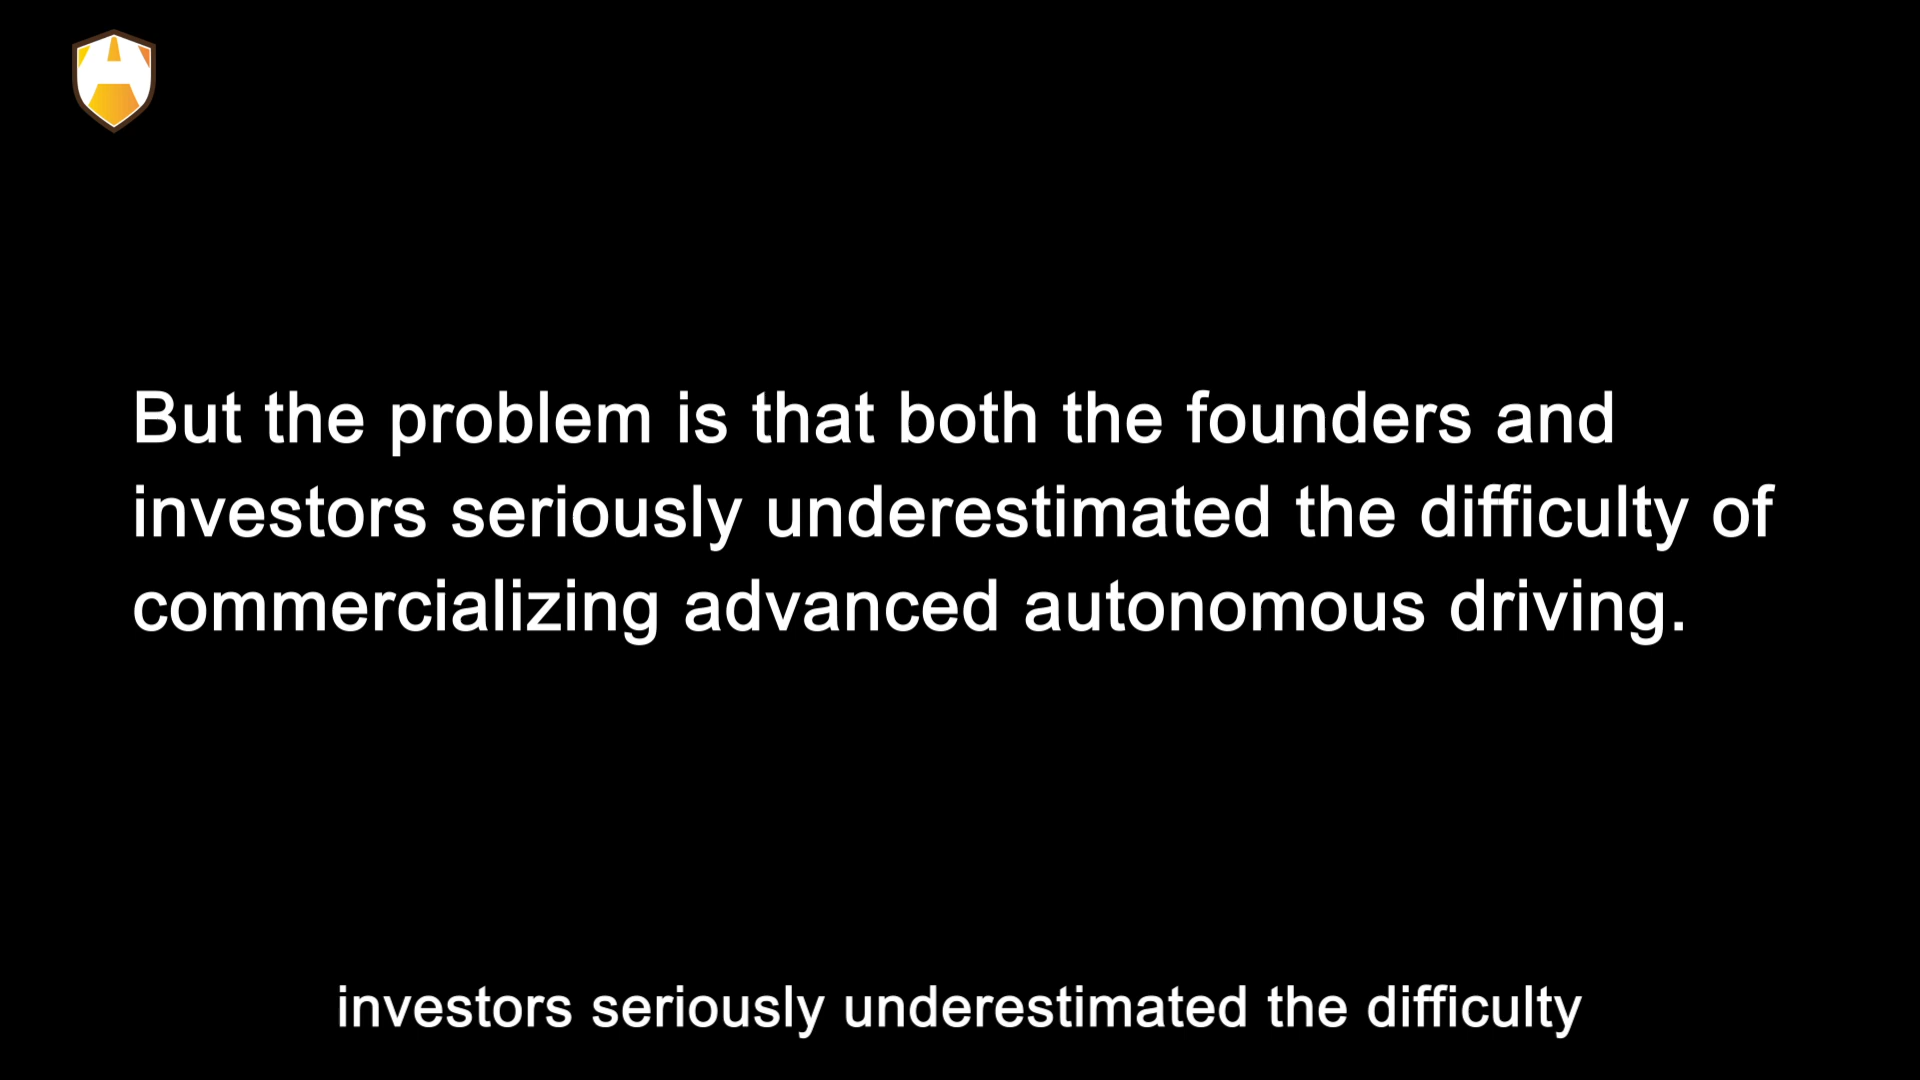 But the problem is that both the founders and
investors seriously underestimated the difficulty of
commercializing advanced autonomous driving.
investors seriously underestimated the difficulty